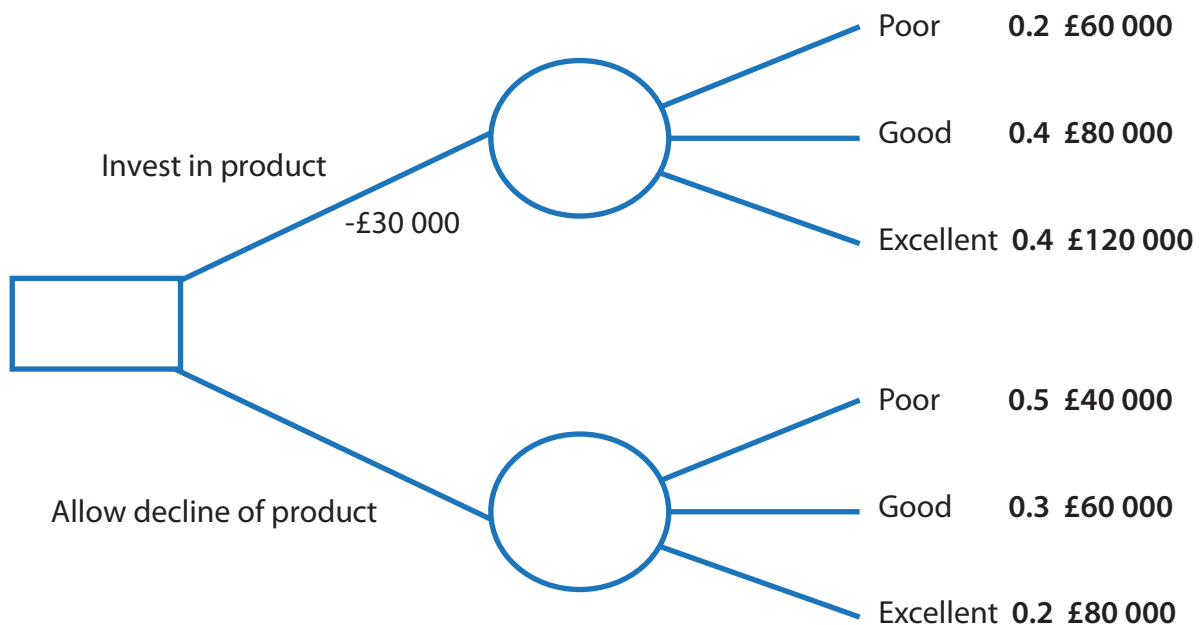 Poor 0.2 £60 000
Good 0.4 £80 000
Invest in product
-£30 000
Excellent 0.4 £120 000
Poor 0.5 £40 000
Allow decline of product
Good 0.3 £60 000
Excellent 0.2 £80 000